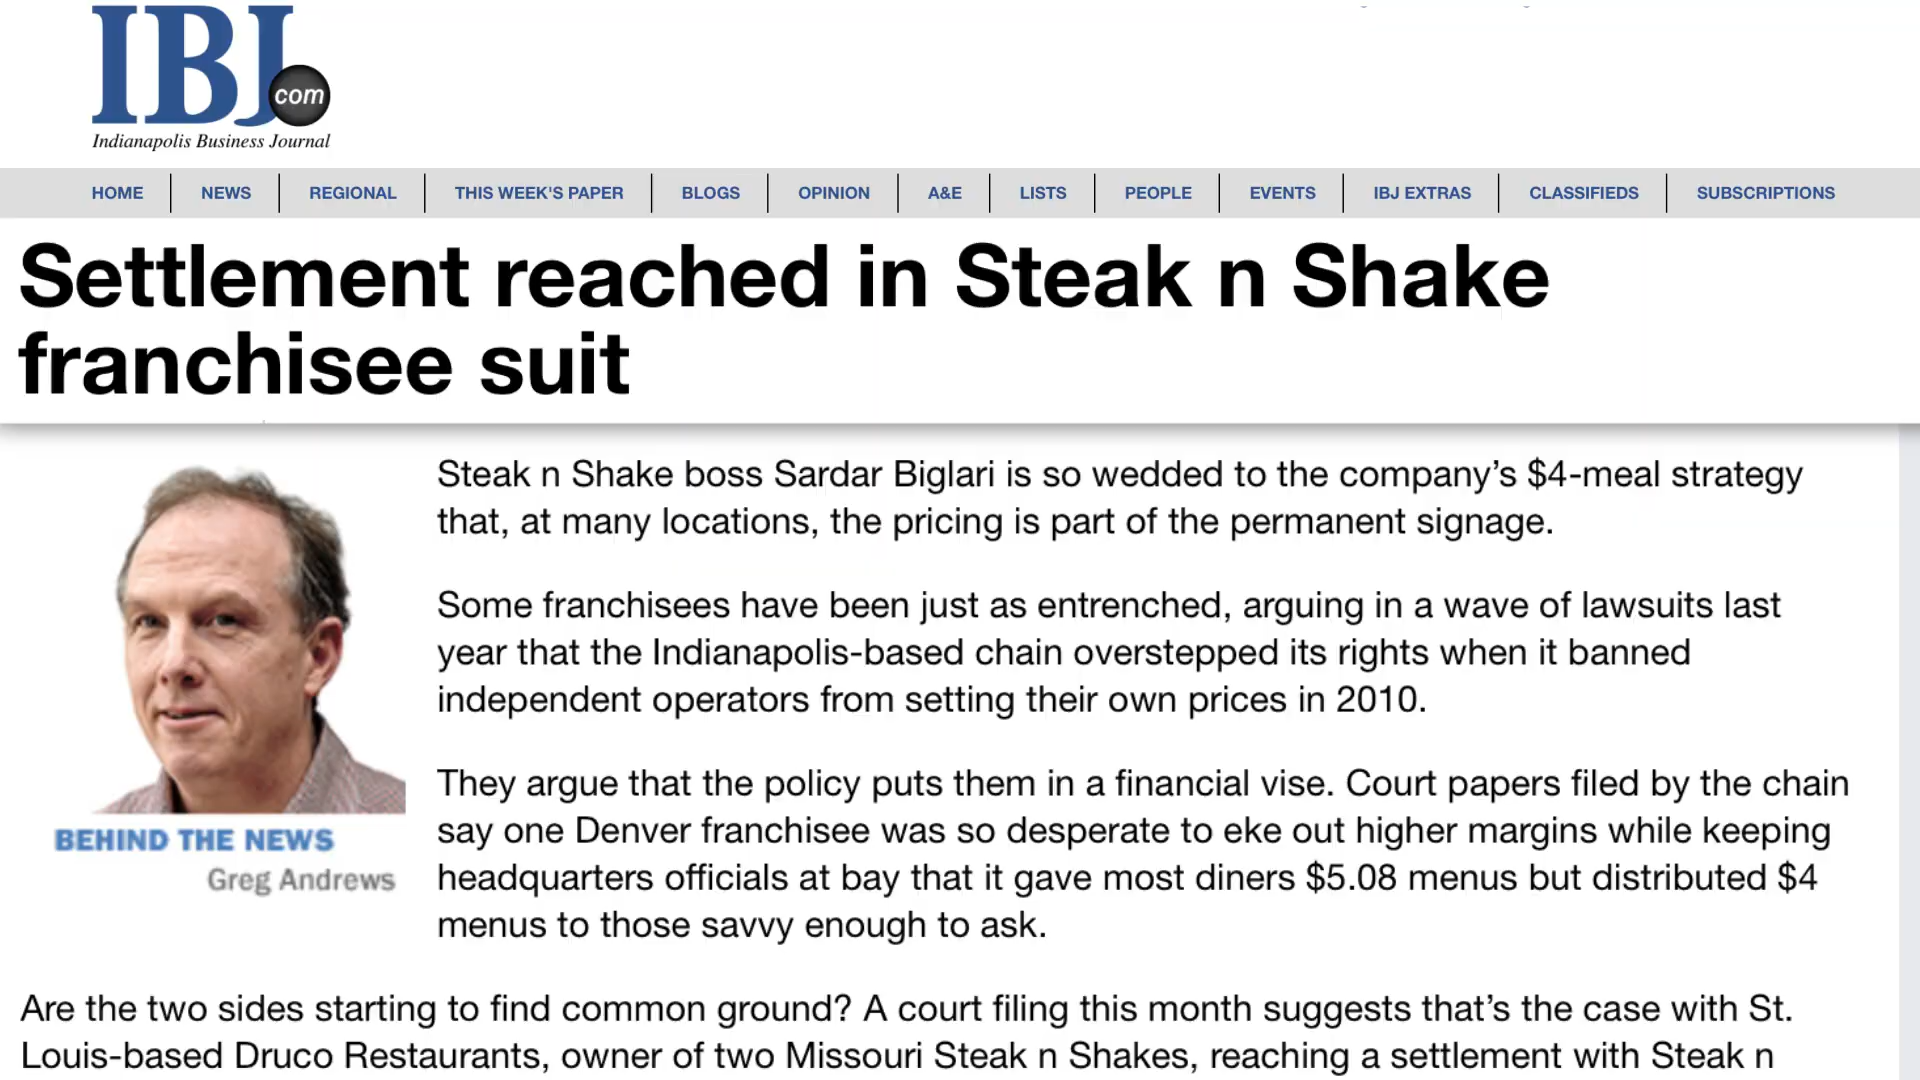 IBJ
com
Indianapolis Business Journal
HOME
NEWS
REGIONAL
THIS WEEK'S PAPER
BLOGS
OPINION
A&E
LISTS
PEOPLE
EVENTS
IBJ EXTRAS
CLASSIFIEDS
SUBSCRIPTIONS
Settlement reached in Steak n Shake
franchisee suit
BEHIND THE NEWS
Greg Andrews
Steak n Shake boss Sardar Biglari is so wedded to the company’s $4-meal strategy
that, at many locations, the pricing is part of the permanent signage.
Some franchisees have been just as entrenched, arguing in a wave of lawsuits last
year that the Indianapolis-based chain overstepped its rights when it banned
independent operators from setting their own prices in 2010.
They argue that the policy puts them in a financial vise. Court papers filed by the chain
say one Denver franchisee was so desperate to eke out higher margins while keeping
headquarters officials at bay that it gave most diners $5.08 menus but distributed $4
menus to those savvy enough to ask.
Are the two sides starting to find common ground? A court filing this month suggests that’s the case with St.
Louis-based Druco Restaurants, owner of two Missouri Steak n Shakes, reaching a settlement with Steak n